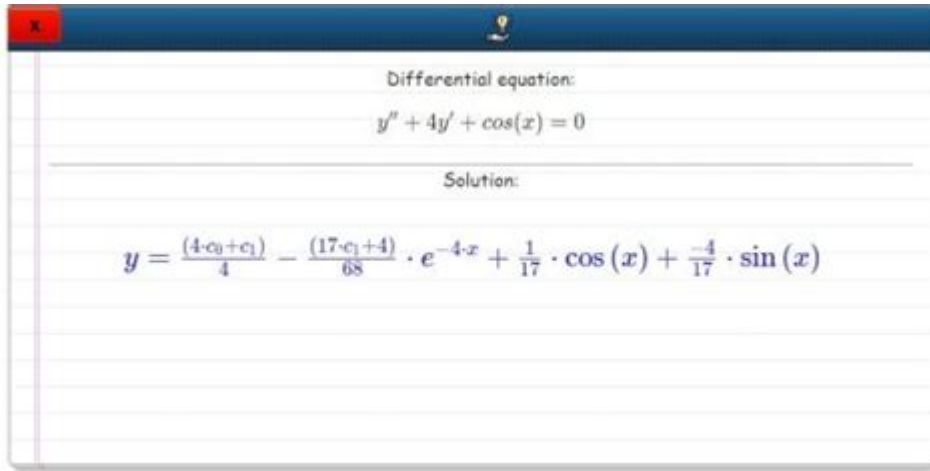 x
Differential equation:
y'' + 4y' + cos(x) = 0
Solution:
y = (4·c₀+c₁)/4 − (17·c₁+4)/68 · e^(−4·x) + 1/17 · cos (x) + −4/17 · sin (x)